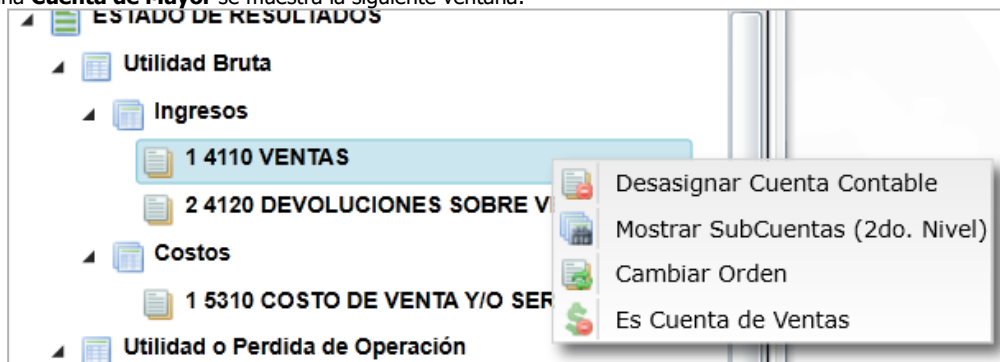 na Cuenta de Mayor se muestra la siguiente ventana:
ESTADO DE RESULTADOS
Utilidad Bruta
Ingresos
1 4110 VENTAS
2 4120 DEVOLUCIONES SOBRE
Costos
1 5310 COSTO DE VENTA Y/O SER
Utilidad o Perdida de Operación
Desasignar Cuenta Contable
Mostrar SubCuentas (2do. Nivel)
Cambiar Orden
Es Cuenta de Ventas